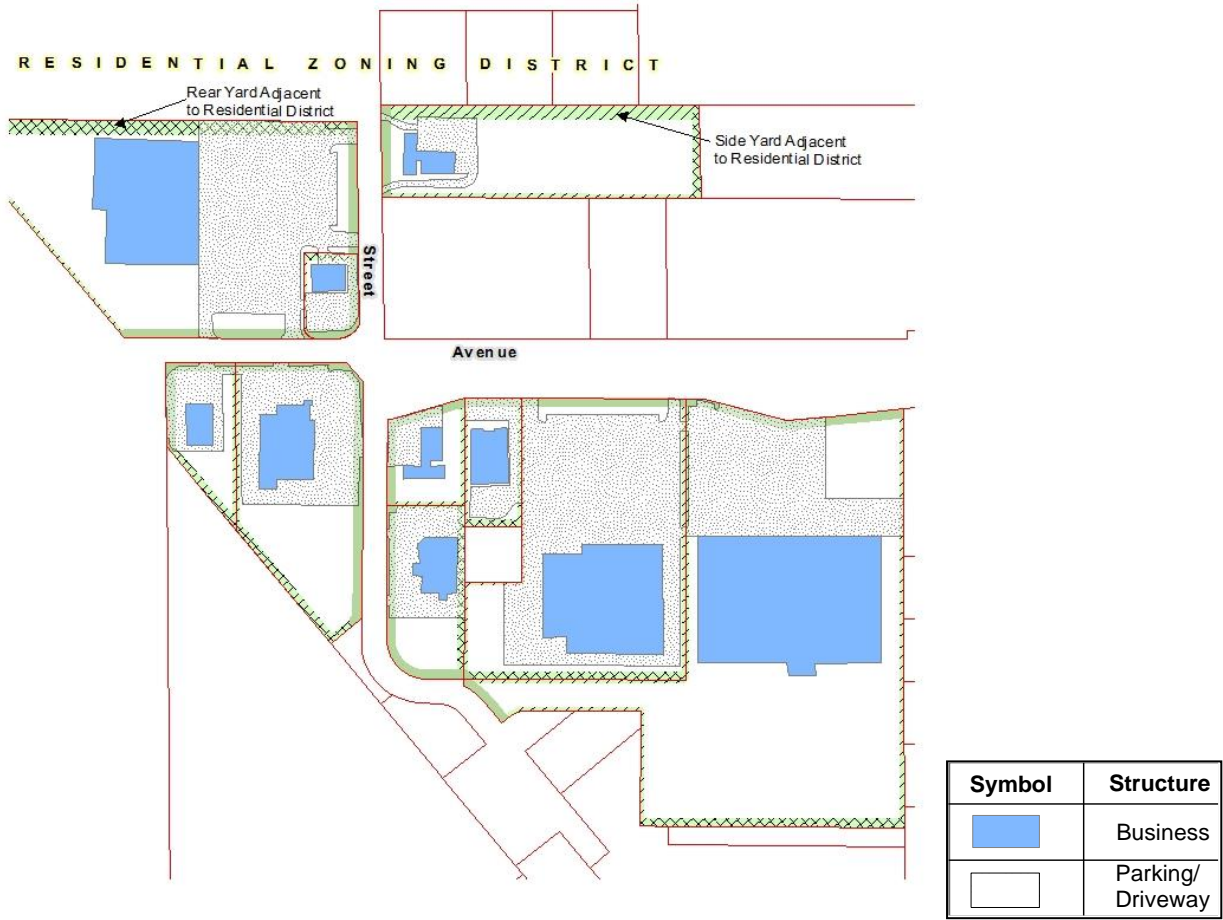 RESIDENTIAL ZONING DISTRICT
Rear Yard Adjacent
to Residential District
Side Yard Adjacent
to Residential District
Street
Avenue
Symbol Structure
Business
Parking/
Driveway